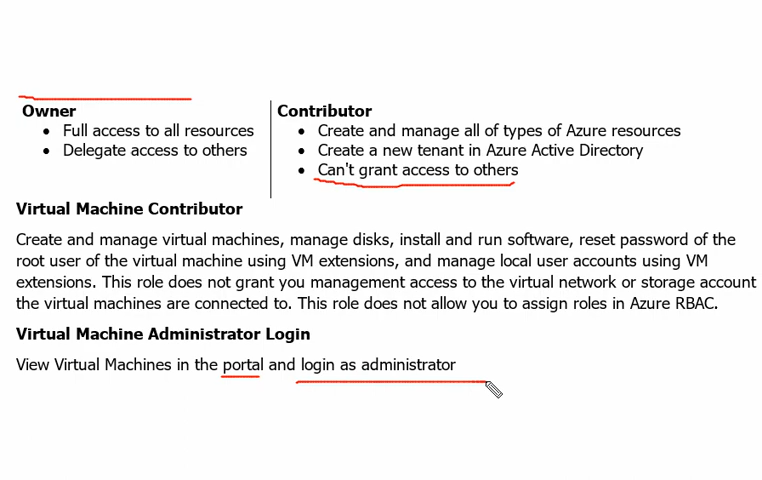 Owner
• Full access to all resources
• Delegate access to others
Contributor
• Create and manage all of types of Azure resources
• Create a new tenant in Azure Active Directory
• Can't grant access to others
Virtual Machine Contributor
Create and manage virtual machines, manage disks, install and run software, reset password of the
root user of the virtual machine using VM extensions, and manage local user accounts using VM
extensions. This role does not grant you management access to the virtual network or storage account
the virtual machines are connected to. This role does not allow you to assign roles in Azure RBAC.
Virtual Machine Administrator Login
View Virtual Machines in the portal and login as administrator